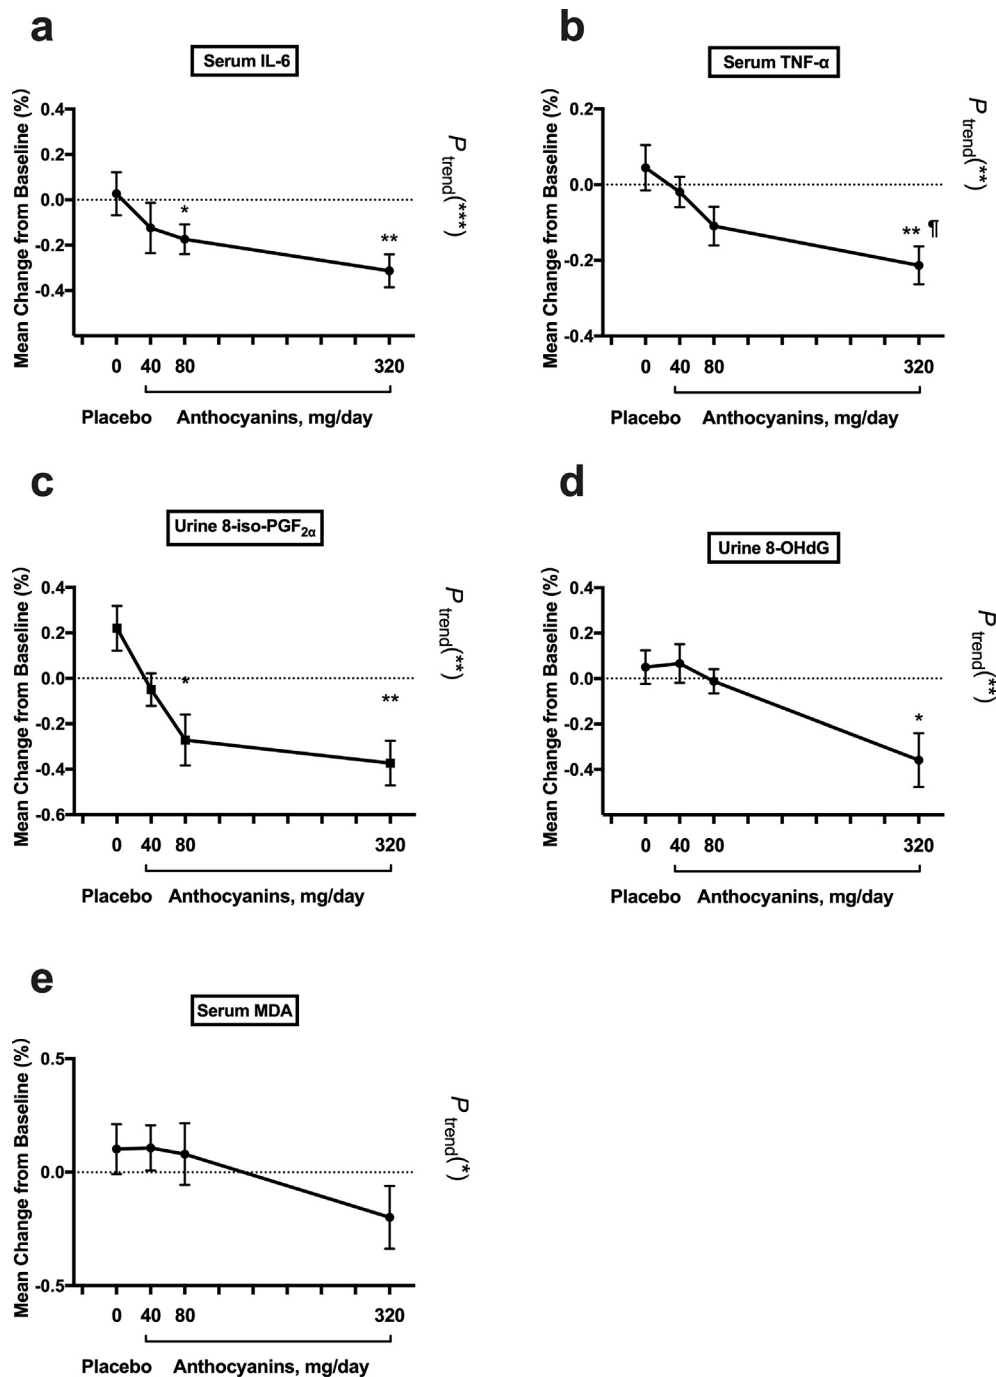 a
Serum IL-6
Mean Change from Baseline (%)
0.4
0.2
0.0
-0.2
-0.4
*
**
P trend(***)
0 40 80 320
Placebo Anthocyanins, mg/day
b
Serum TNF-α
Mean Change from Baseline (%)
0.2
0.0
-0.2
-0.4
** ¶
P trend(**)
0 40 80 320
Placebo Anthocyanins, mg/day
c
Urine 8-iso-PGF2α
Mean Change from Baseline (%)
0.4
0.2
0.0
-0.2
-0.4
-0.6
*
**
P trend(**)
0 40 80 320
Placebo Anthocyanins, mg/day
d
Urine 8-OHdG
Mean Change from Baseline (%)
0.4
0.2
0.0
-0.2
-0.4
*
P trend(**)
0 40 80 320
Placebo Anthocyanins, mg/day
e
Serum MDA
Mean Change from Baseline (%)
0.5
0.0
-0.5
P trend(*)
0 40 80 320
Placebo Anthocyanins, mg/day